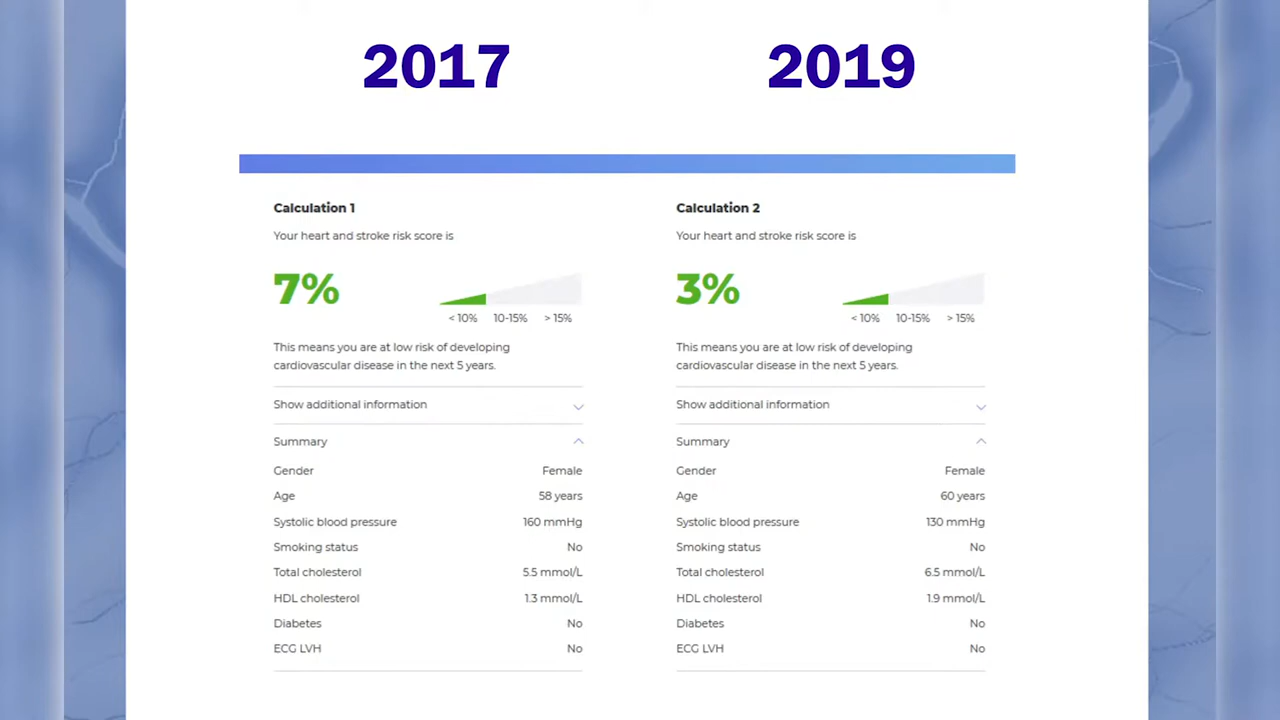 2017
2019
Calculation 1
Your heart and stroke risk score is
7%
< 10% 10-15% > 15%
This means you are at low risk of developing
cardiovascular disease in the next 5 years.
Show additional information
Summary
Gender Female
Age 58 years
Systolic blood pressure 160 mmHg
Smoking status No
Total cholesterol 5.5 mmol/L
HDL cholesterol 1.3 mmol/L
Diabetes No
ECG LVH No
Calculation 2
Your heart and stroke risk score is
3%
< 10% 10-15% > 15%
This means you are at low risk of developing
cardiovascular disease in the next 5 years.
Show additional information
Summary
Gender Female
Age 60 years
Systolic blood pressure 130 mmHg
Smoking status No
Total cholesterol 6.5 mmol/L
HDL cholesterol 1.9 mmol/L
Diabetes No
ECG LVH No